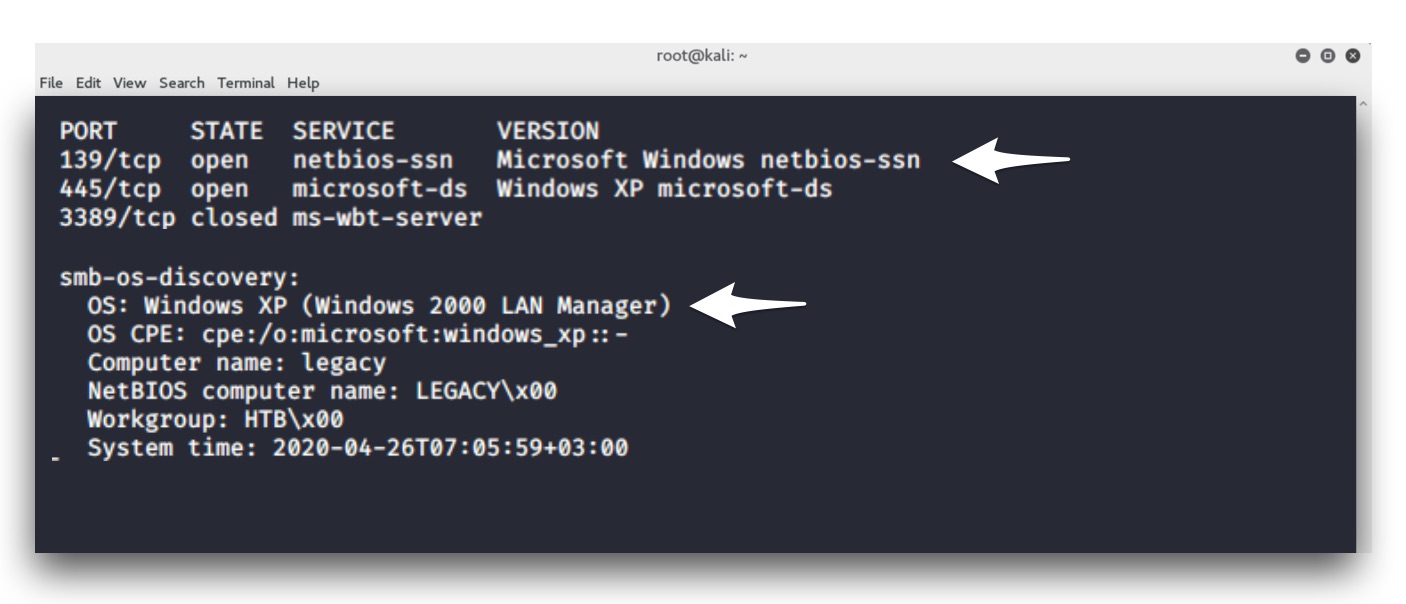 root@kali: ~
File Edit View Search Terminal Help
PORT STATE SERVICE VERSION
139/tcp open netbios-ssn Microsoft Windows netbios-ssn
445/tcp open microsoft-ds Windows XP microsoft-ds
3389/tcp closed ms-wbt-server
smb-os-discovery:
OS: Windows XP (Windows 2000 LAN Manager)
OS CPE: cpe:/o:microsoft:windows_xp::-
Computer name: legacy
NetBIOS computer name: LEGACY\x00
Workgroup: HTB\x00
_ System time: 2020-04-26T07:05:59+03:00